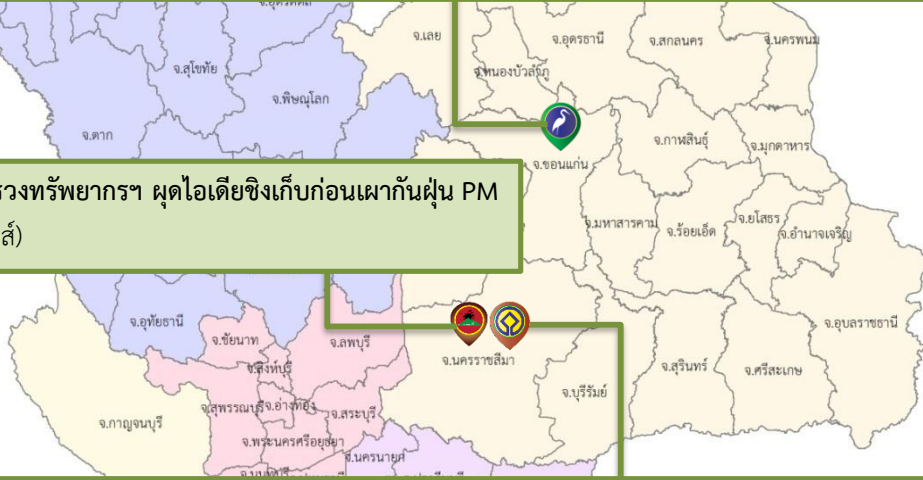 จ.เลย
จ.อุดรธานี
จ.สกลนคร
จ.นครพนม
จ.สุโขทัย
จ.หนองบัวลำภู
จ.พิษณุโลก
จ.ตาก
จ.กาฬสินธุ์
จ.มุกดาหาร
จ.ขอนแก่น
รวงทรัพยากรฯ ผุดไอเดียชิงเก็บก่อนเผากันฝุ่น PM
ส์)
จ.มหาสารคาม
จ.ร้อยเอ็ด
จ.ยโสธร
จ.อำนาจเจริญ
จ.อุทัยธานี
จ.ชัยนาท
จ.ลพบุรี
จ.นครราชสีมา
จ.อุบลราชธานี
จ.สิงห์บุรี
จ.สุรินทร์
จ.ศรีสะเกษ
จ.บุรีรัมย์
จ.กาญจนบุรี
จ.สุพรรณบุรี
จ.อ่างทอง
จ.สระบุรี
จ.พระนครศรีอยุธยา
จ.นครนายก